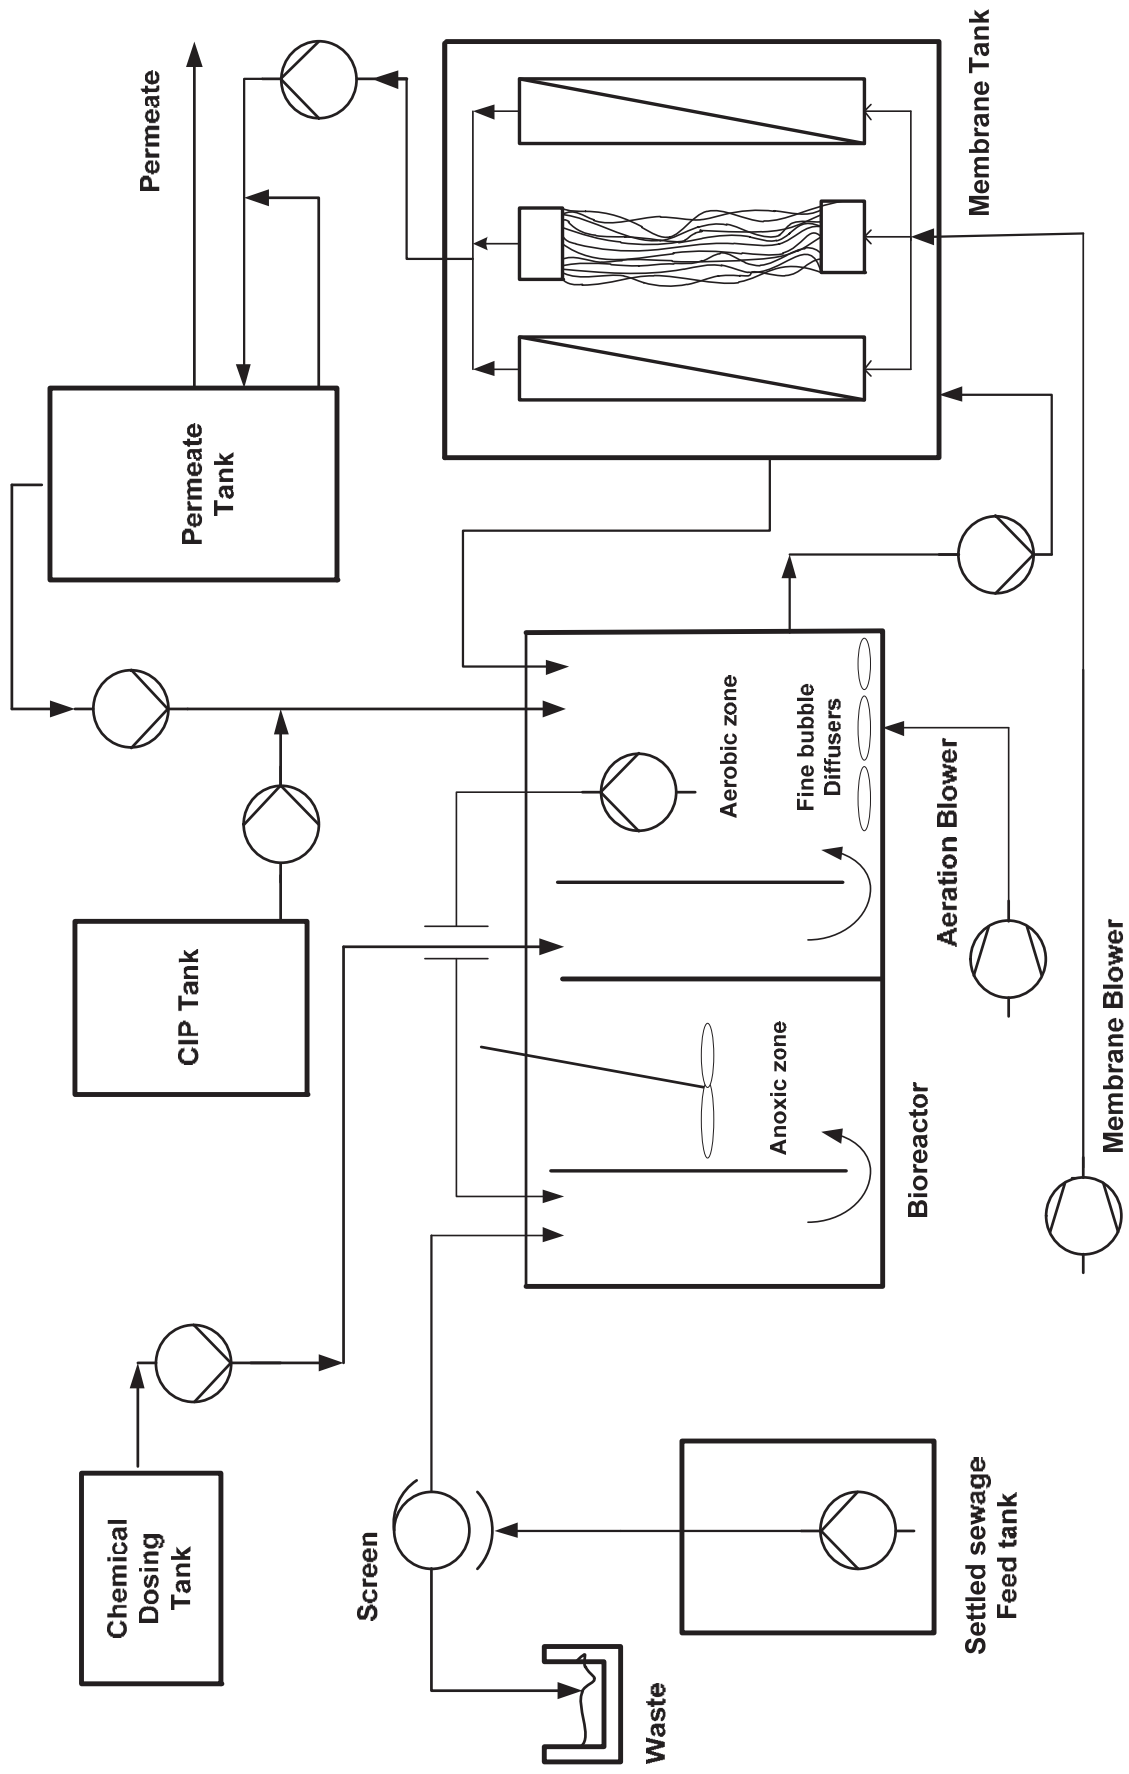 Chemical
Dosing
Tank
CIP Tank
Permeate
Tank
Permeate
Screen
Waste
Settled sewage
Feed tank
Anoxic zone
Aerobic zone
Fine bubble
Diffusers
Bioreactor
Aeration Blower
Membrane Blower
Membrane Tank